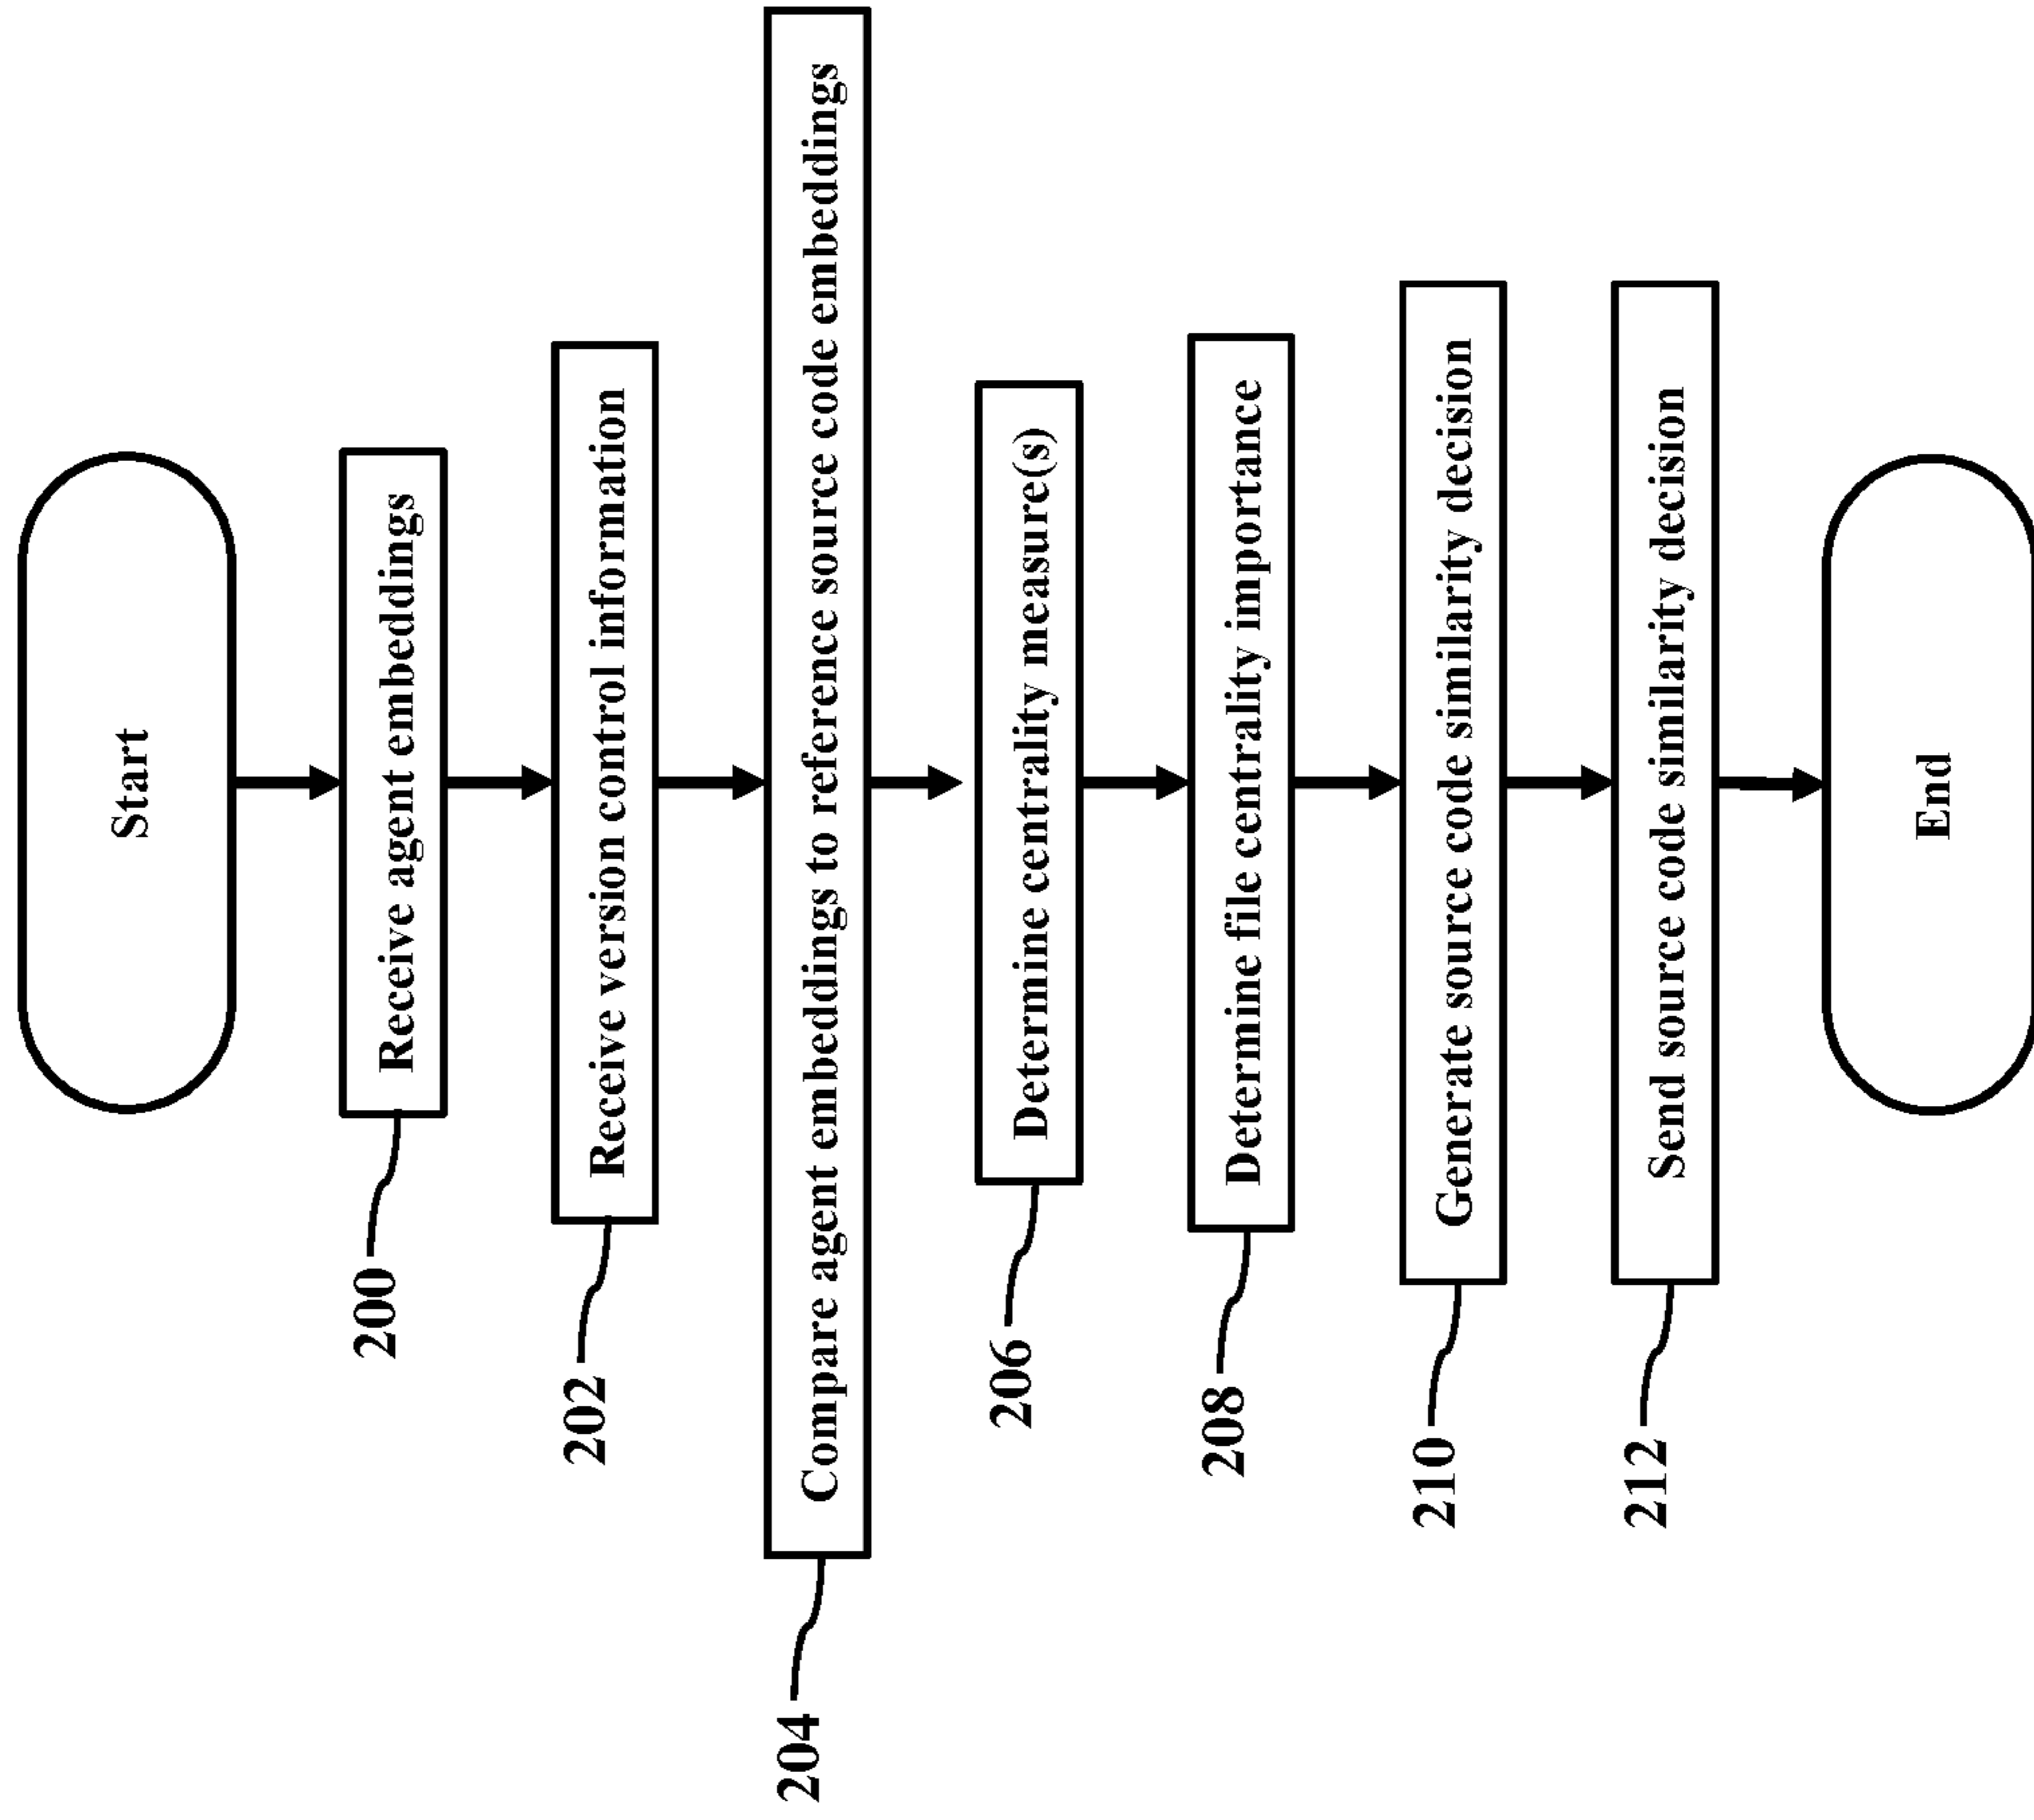 Start
200
Receive agent embeddings
202
Receive version control information
204
Compare agent embeddings to reference source code embeddings
206
Determine centrality measure(s)
208
Determine file centrality importance
210
Generate source code similarity decision
212
Send source code similarity decision
End